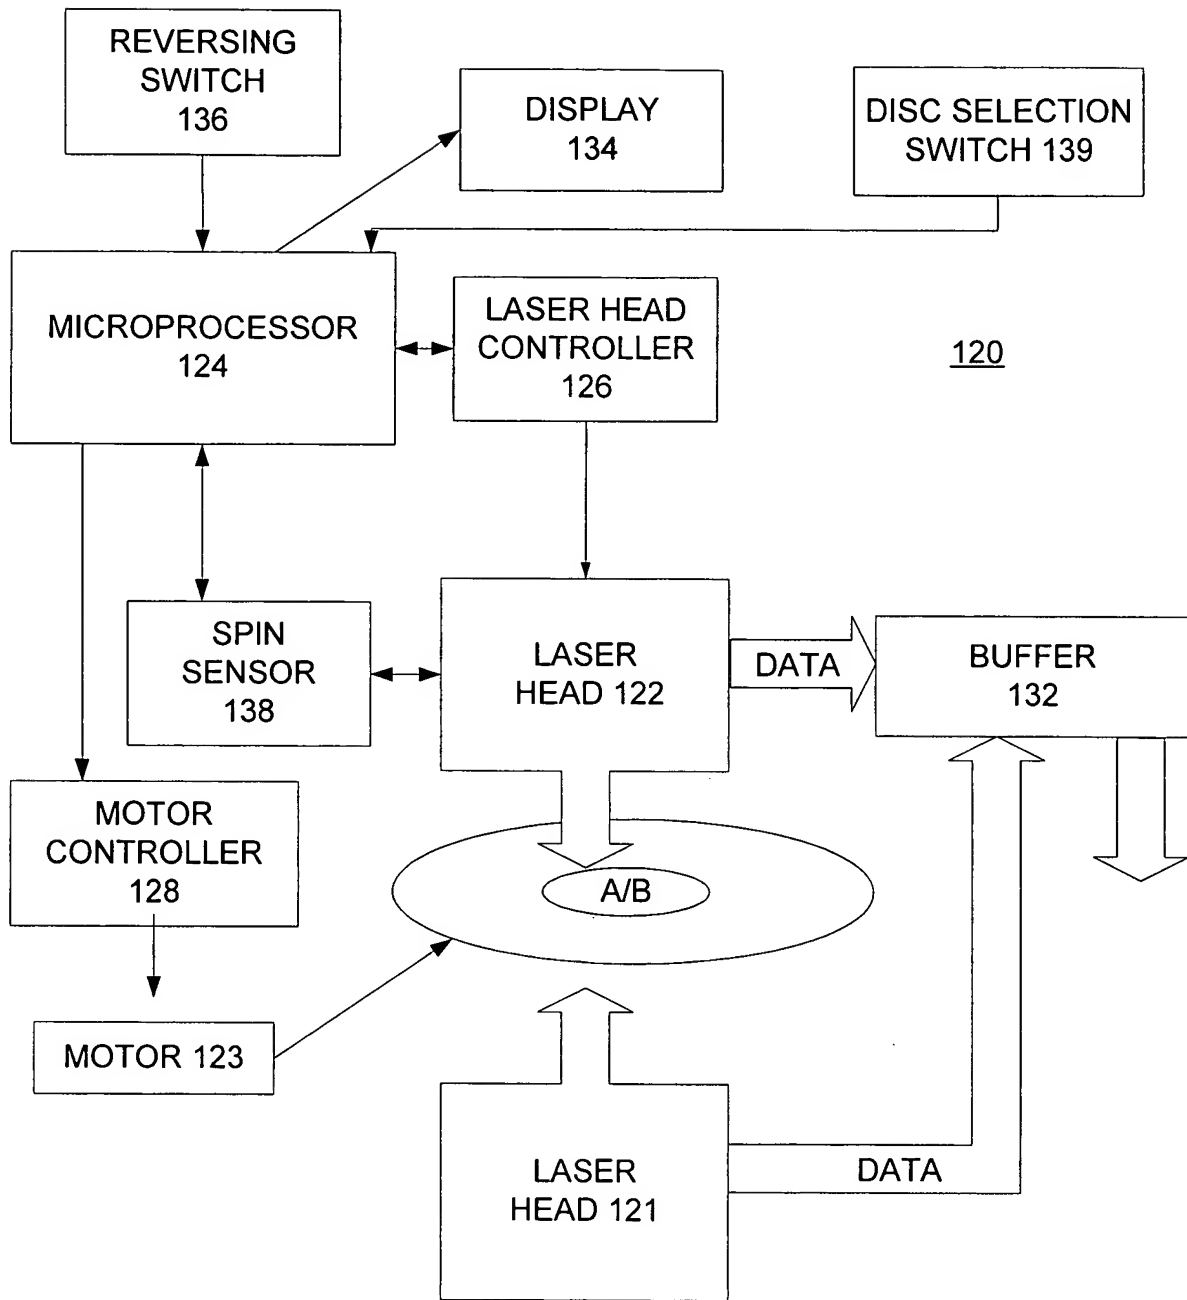 REVERSING
SWITCH
136
DISPLAY
134
DISC SELECTION
SWITCH 139
MICROPROCESSOR
124
LASER HEAD
CONTROLLER
126
120
SPIN
SENSOR
138
LASER
HEAD 122
DATA
BUFFER
132
MOTOR
CONTROLLER
128
A/B
MOTOR 123
LASER
HEAD 121
DATA